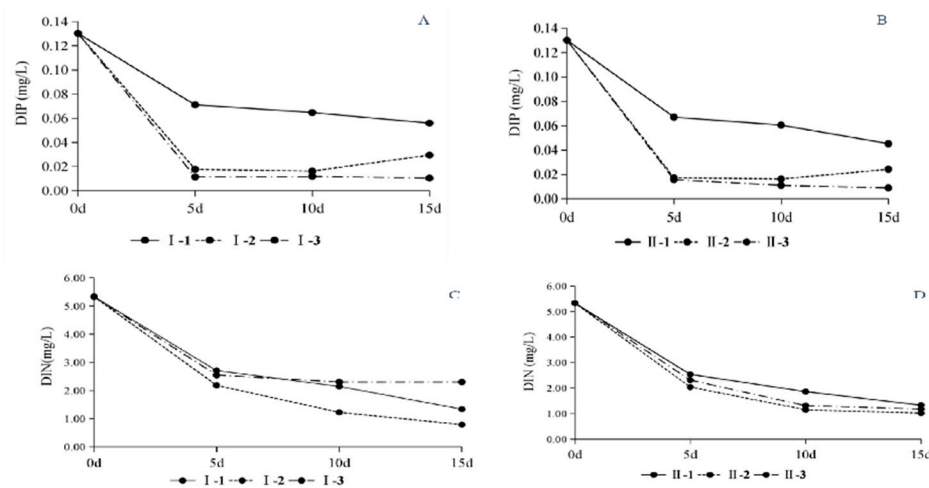 A
0.14
0.12
0.10
0.08
0.06
0.04
0.02
0.00
DIP (mg/L)
0d 5d 10d 15d
Ⅰ-1 Ⅰ-2 Ⅰ-3
B
0.14
0.12
0.10
0.08
0.06
0.04
0.02
0.00
DIP (mg/L)
0d 5d 10d 15d
Ⅱ-1 Ⅱ-2 Ⅱ-3
C
6.00
5.00
4.00
3.00
2.00
1.00
0.00
DIN(mg/L)
0d 5d 10d 15d
Ⅰ-1 Ⅰ-2 Ⅰ-3
D
6.00
5.00
4.00
3.00
2.00
1.00
0.00
DIN (mg/L)
0d 5d 10d 15d
Ⅱ-1 Ⅱ-2 Ⅱ-3